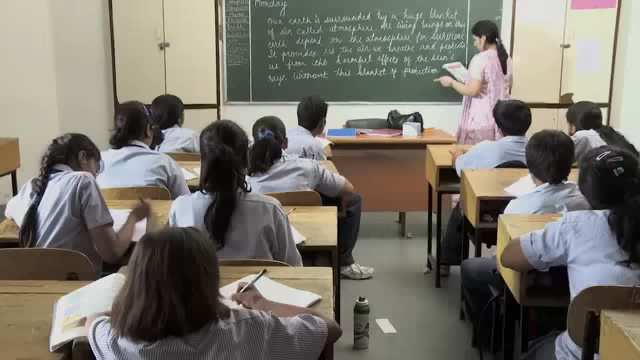 Monday
Our earth is surrounded by a huge blanket
of air called atmosphere. All living beings on this
earth depend on the atmosphere for survival.
It provides us the air we breathe and protects
us from the harmful effects of the sun's
rays. Without this blanket of protection